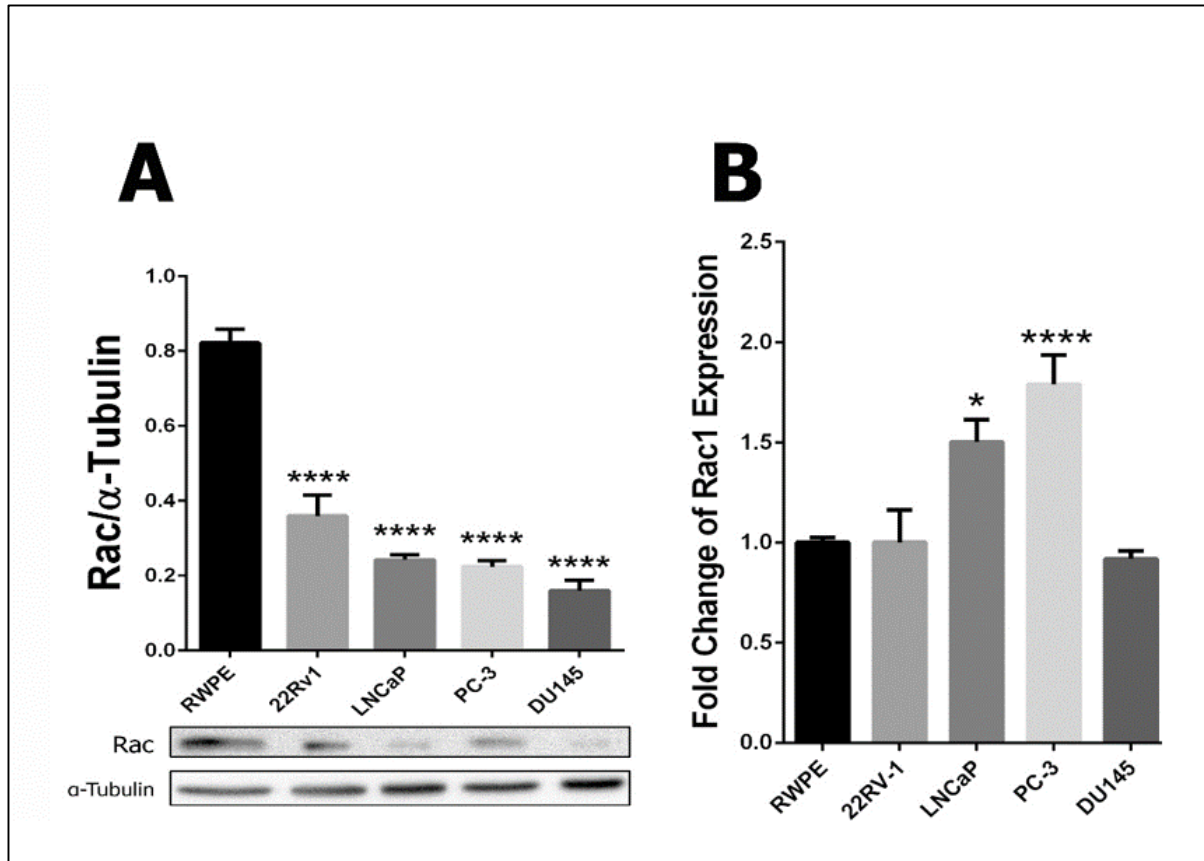 A
Rac/α-Tubulin
1.0
0.8
0.6
0.4
0.2
0.0
****
****
****
****
RWPE
22Rv1
LNCaP
PC-3
DU145
Rac
α-Tubulin
B
Fold Change of Rac1 Expression
2.5
2.0
1.5
1.0
0.5
0.0
*
****
RWPE
22RV-1
LNCaP
PC-3
DU145